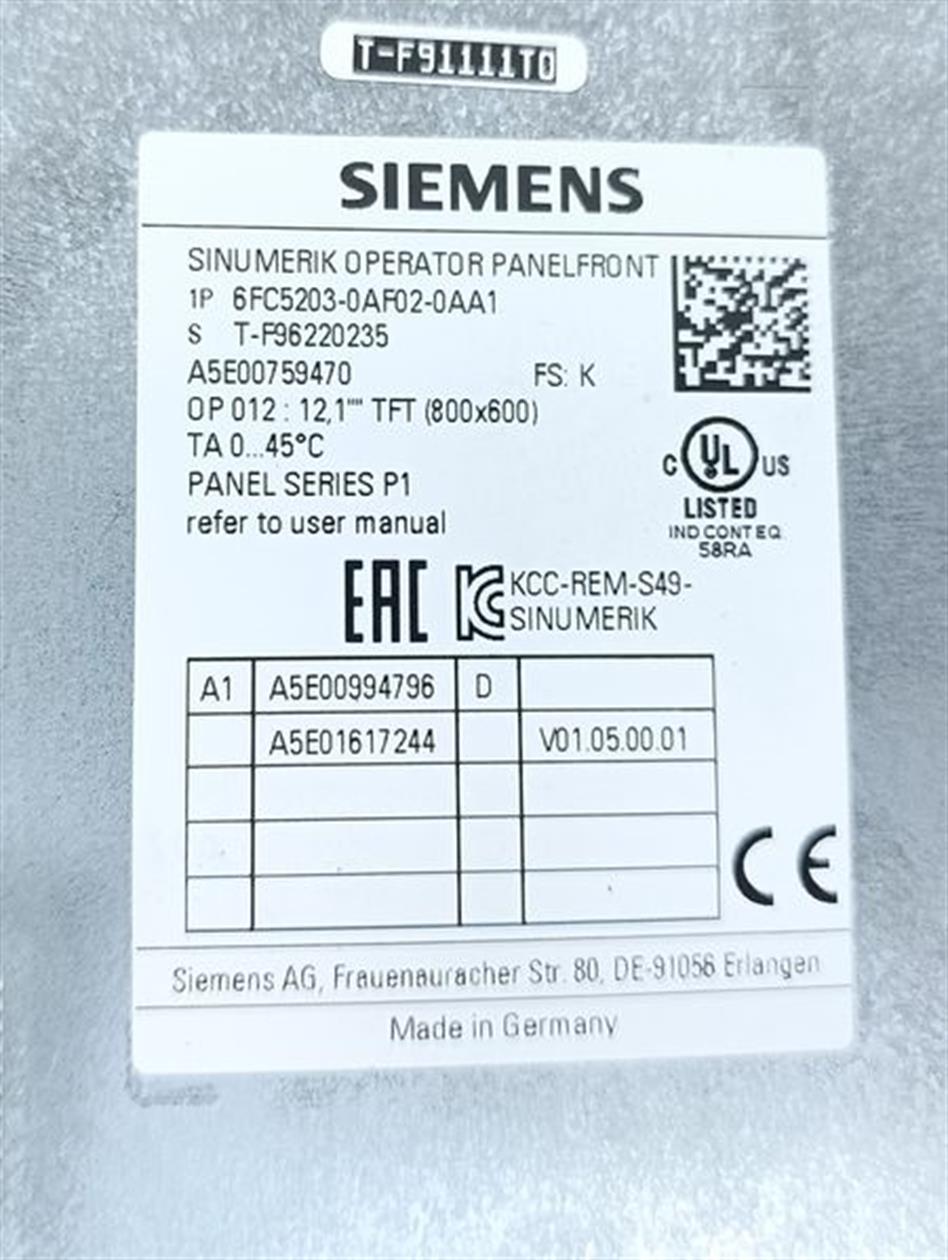 T-F91111T0
SIEMENS
SINUMERIK OPERATOR PANELFRONT
1P 6FC5203-0AF02-0AA1
S T-F96220235
A5E00759470 FS: K
OP 012 : 12,1"" TFT (800x600)
TA 0...45°C
PANEL SERIES P1
refer to user manual
C UL US
LISTED
IND CONT EQ
58RA
EAC KC KCC-REM-S49-
SINUMERIK
A1 A5E00994796 D
A5E01617244 V01.05.00.01
CE
Siemens AG, Frauenauracher Str. 80, DE-91056 Erlangen
Made in Germany